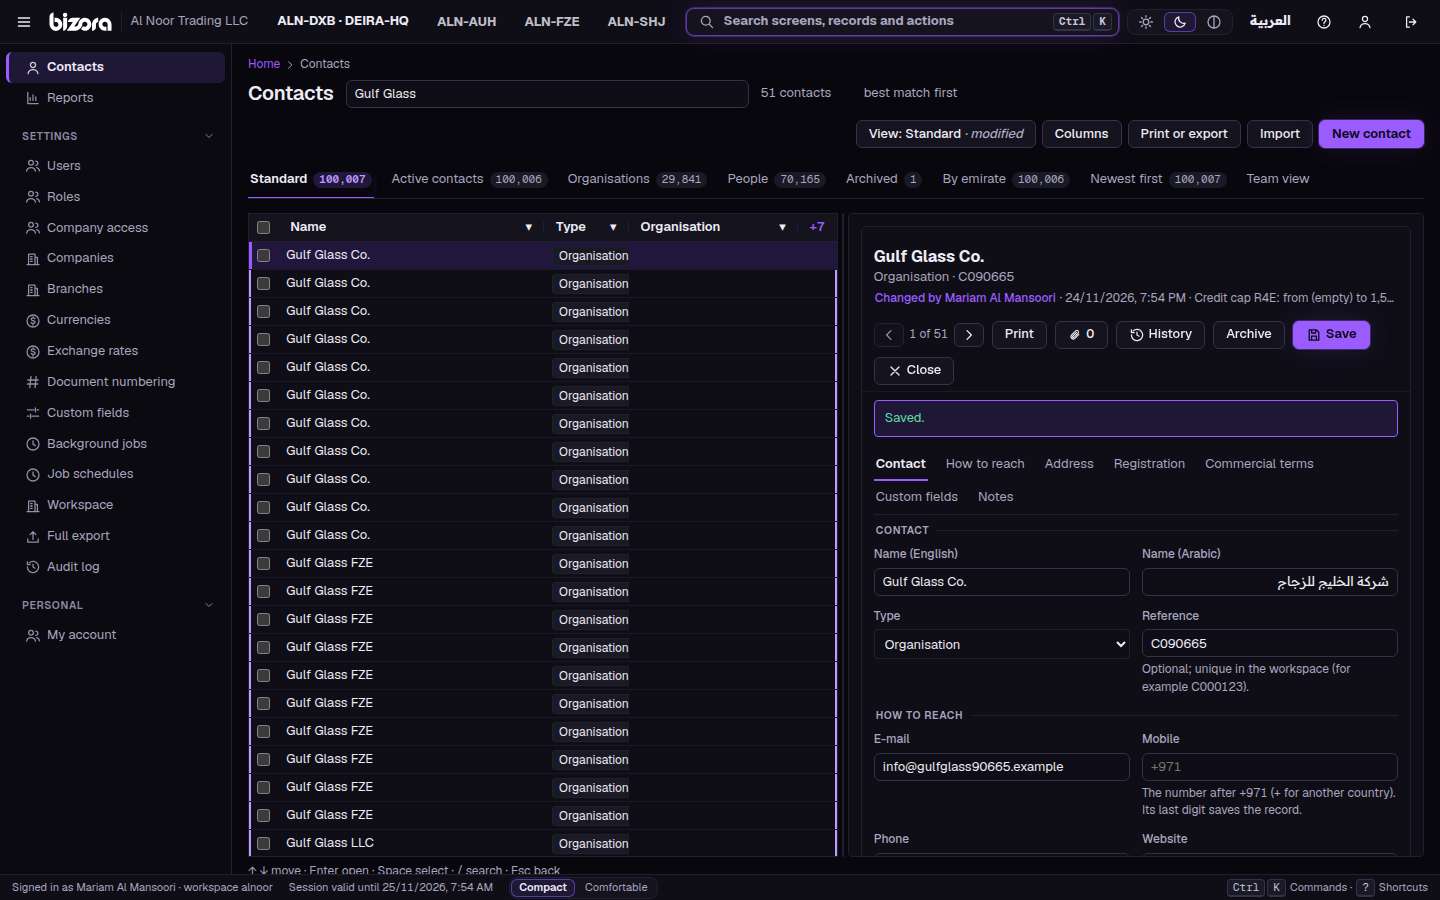 bizora
Al Noor Trading LLC
ALN-DXB · DEIRA-HQ
ALN-AUH
ALN-FZE
ALN-SHJ
Search screens, records and actions
Ctrl K
العربية
Contacts
Reports
SETTINGS
Users
Roles
Company access
Companies
Branches
Currencies
Exchange rates
Document numbering
Custom fields
Background jobs
Job schedules
Workspace
Full export
Audit log
PERSONAL
My account
Home > Contacts
Contacts
Gulf Glass
51 contacts
best match first
View: Standard · modified
Columns
Print or export
Import
New contact
Standard 100,007
Active contacts 100,006
Organisations 29,841
People 70,165
Archived 1
By emirate 100,006
Newest first 100,007
Team view
Name ▼ Type ▼ Organisation ▼ +7
Gulf Glass Co. Organisation
Gulf Glass Co. Organisation
Gulf Glass Co. Organisation
Gulf Glass Co. Organisation
Gulf Glass Co. Organisation
Gulf Glass Co. Organisation
Gulf Glass Co. Organisation
Gulf Glass Co. Organisation
Gulf Glass Co. Organisation
Gulf Glass Co. Organisation
Gulf Glass Co. Organisation
Gulf Glass FZE Organisation
Gulf Glass FZE Organisation
Gulf Glass FZE Organisation
Gulf Glass FZE Organisation
Gulf Glass FZE Organisation
Gulf Glass FZE Organisation
Gulf Glass FZE Organisation
Gulf Glass FZE Organisation
Gulf Glass FZE Organisation
Gulf Glass FZE Organisation
Gulf Glass LLC Organisation
↑↓ move · Enter open · Space select · / search · Esc back
Gulf Glass Co.
Organisation · C090665
Changed by Mariam Al Mansoori · 24/11/2026, 7:54 PM · Credit cap R4E: from (empty) to 1,5…
1 of 51
Print
0
History
Archive
Save
Close
Saved.
Contact
How to reach
Address
Registration
Commercial terms
Custom fields
Notes
CONTACT
Name (English)
Gulf Glass Co.
Name (Arabic)
شركة الخليج للزجاج
Type
Organisation
Reference
C090665
Optional; unique in the workspace (for
example C000123).
HOW TO REACH
E-mail
info@gulfglass90665.example
Mobile
+971
The number after +971 (+ for another country).
Its last digit saves the record.
Phone
Website
Signed in as Mariam Al Mansoori · workspace alnoor
Session valid until 25/11/2026, 7:54 AM
Compact
Comfortable
Ctrl K Commands · ? Shortcuts